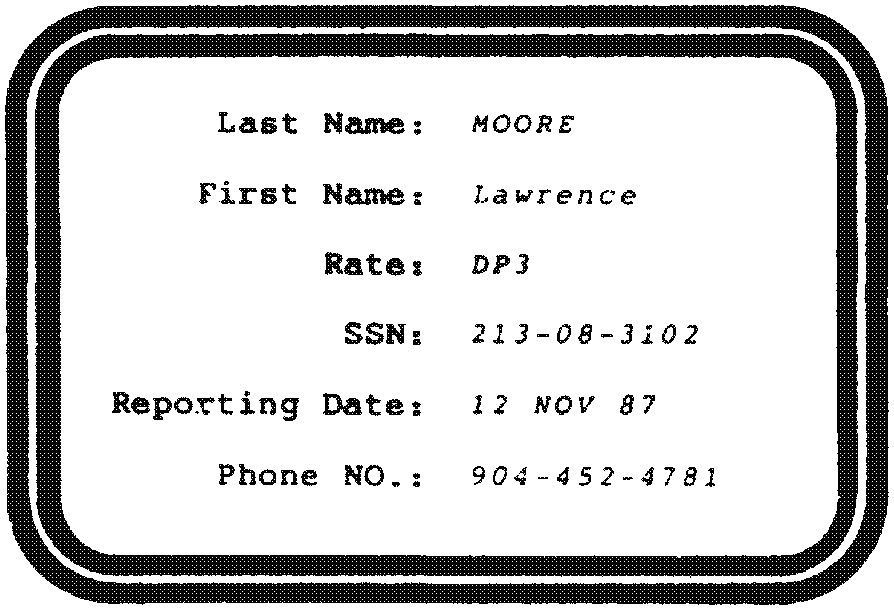 Last Name: MOORE
First Name: Lawrence
Rate: DP3
SSN: 213-08-3102
Reporting Date: 12 NOV 87
Phone NO.: 904-452-4781